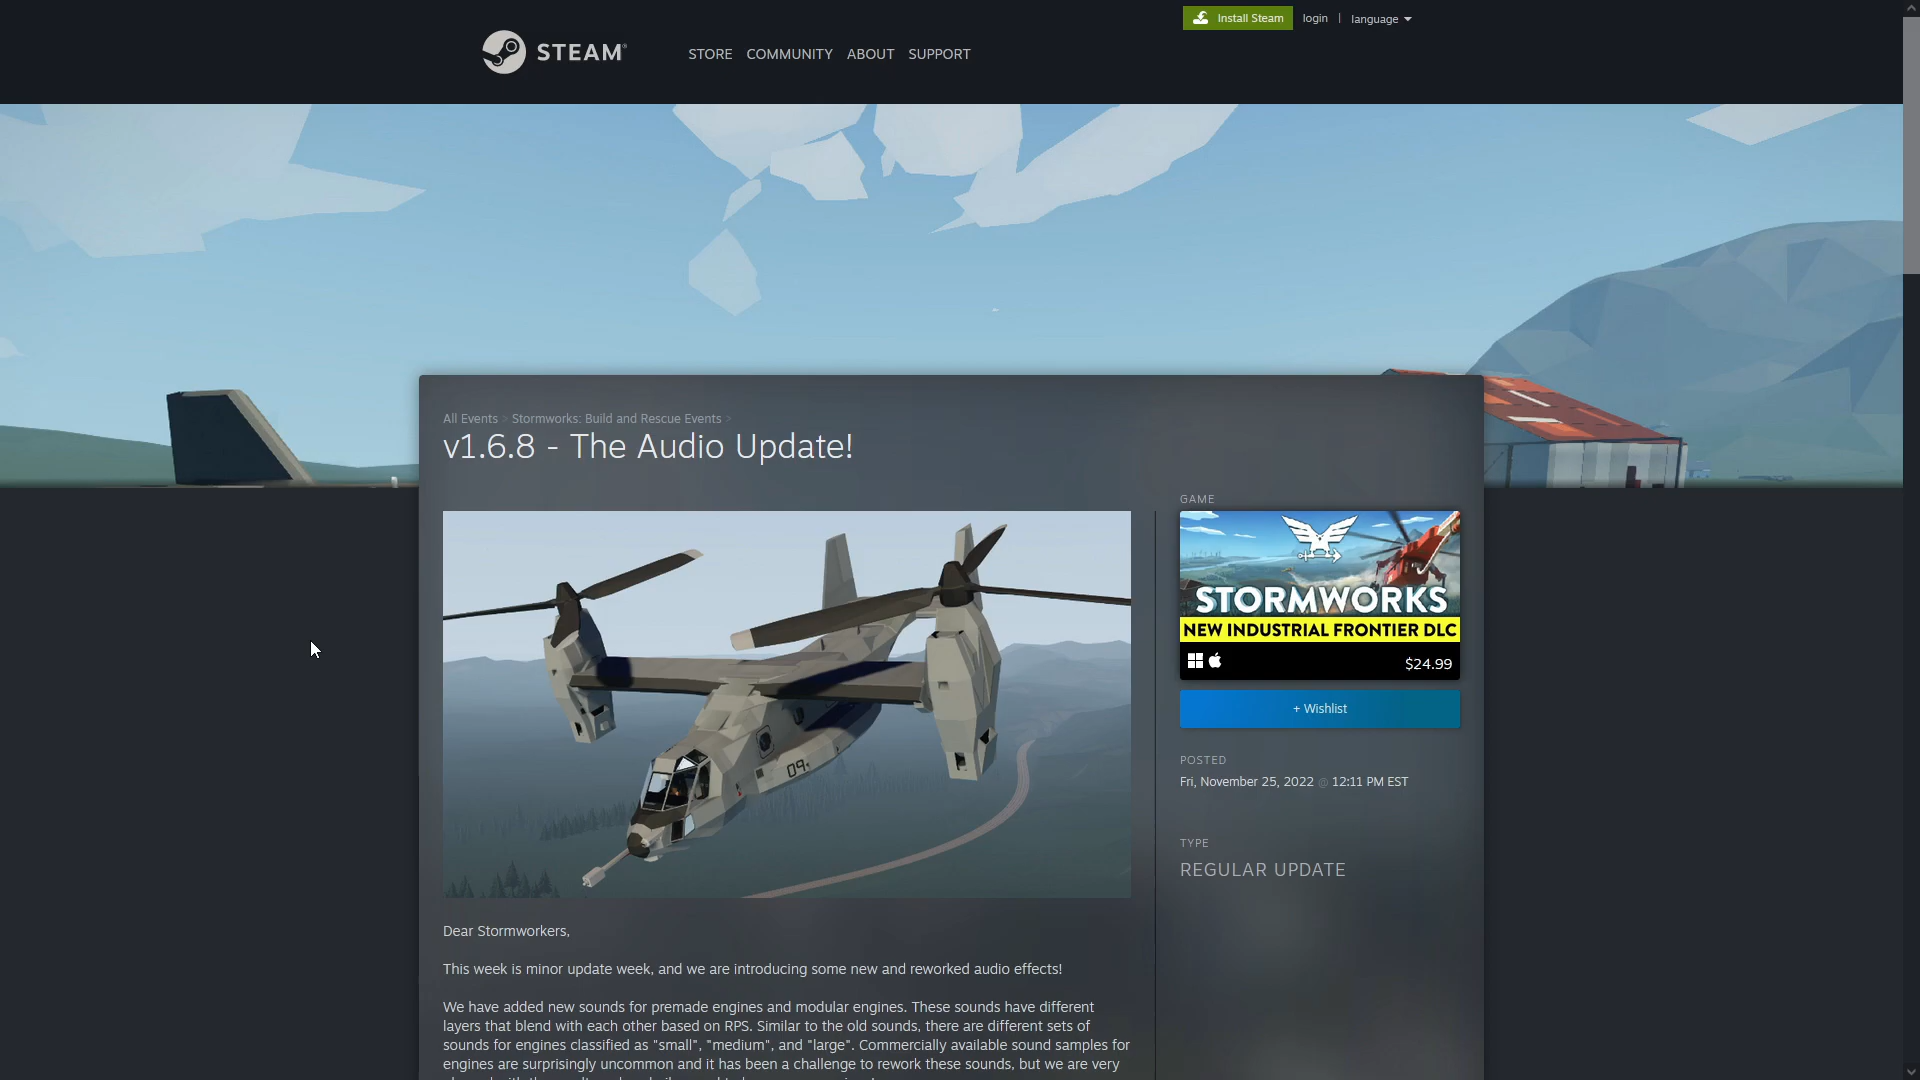 Install Steam
login | language
STEAM
STORE COMMUNITY ABOUT SUPPORT
All Events > Stormworks: Build and Rescue Events >
v1.6.8 - The Audio Update!
09
Dear Stormworkers,
This week is minor update week, and we are introducing some new and reworked audio effects!
We have added new sounds for premade engines and modular engines. These sounds have different
layers that blend with each other based on RPS. Similar to the old sounds, there are different sets of
sounds for engines classified as "small", "medium", and "large". Commercially available sound samples for
engines are surprisingly uncommon and it has been a challenge to rework these sounds, but we are very
GAME
STORMWORKS
NEW INDUSTRIAL FRONTIER DLC
$24.99
+ Wishlist
POSTED
Fri, November 25, 2022 @ 12:11 PM EST
TYPE
REGULAR UPDATE